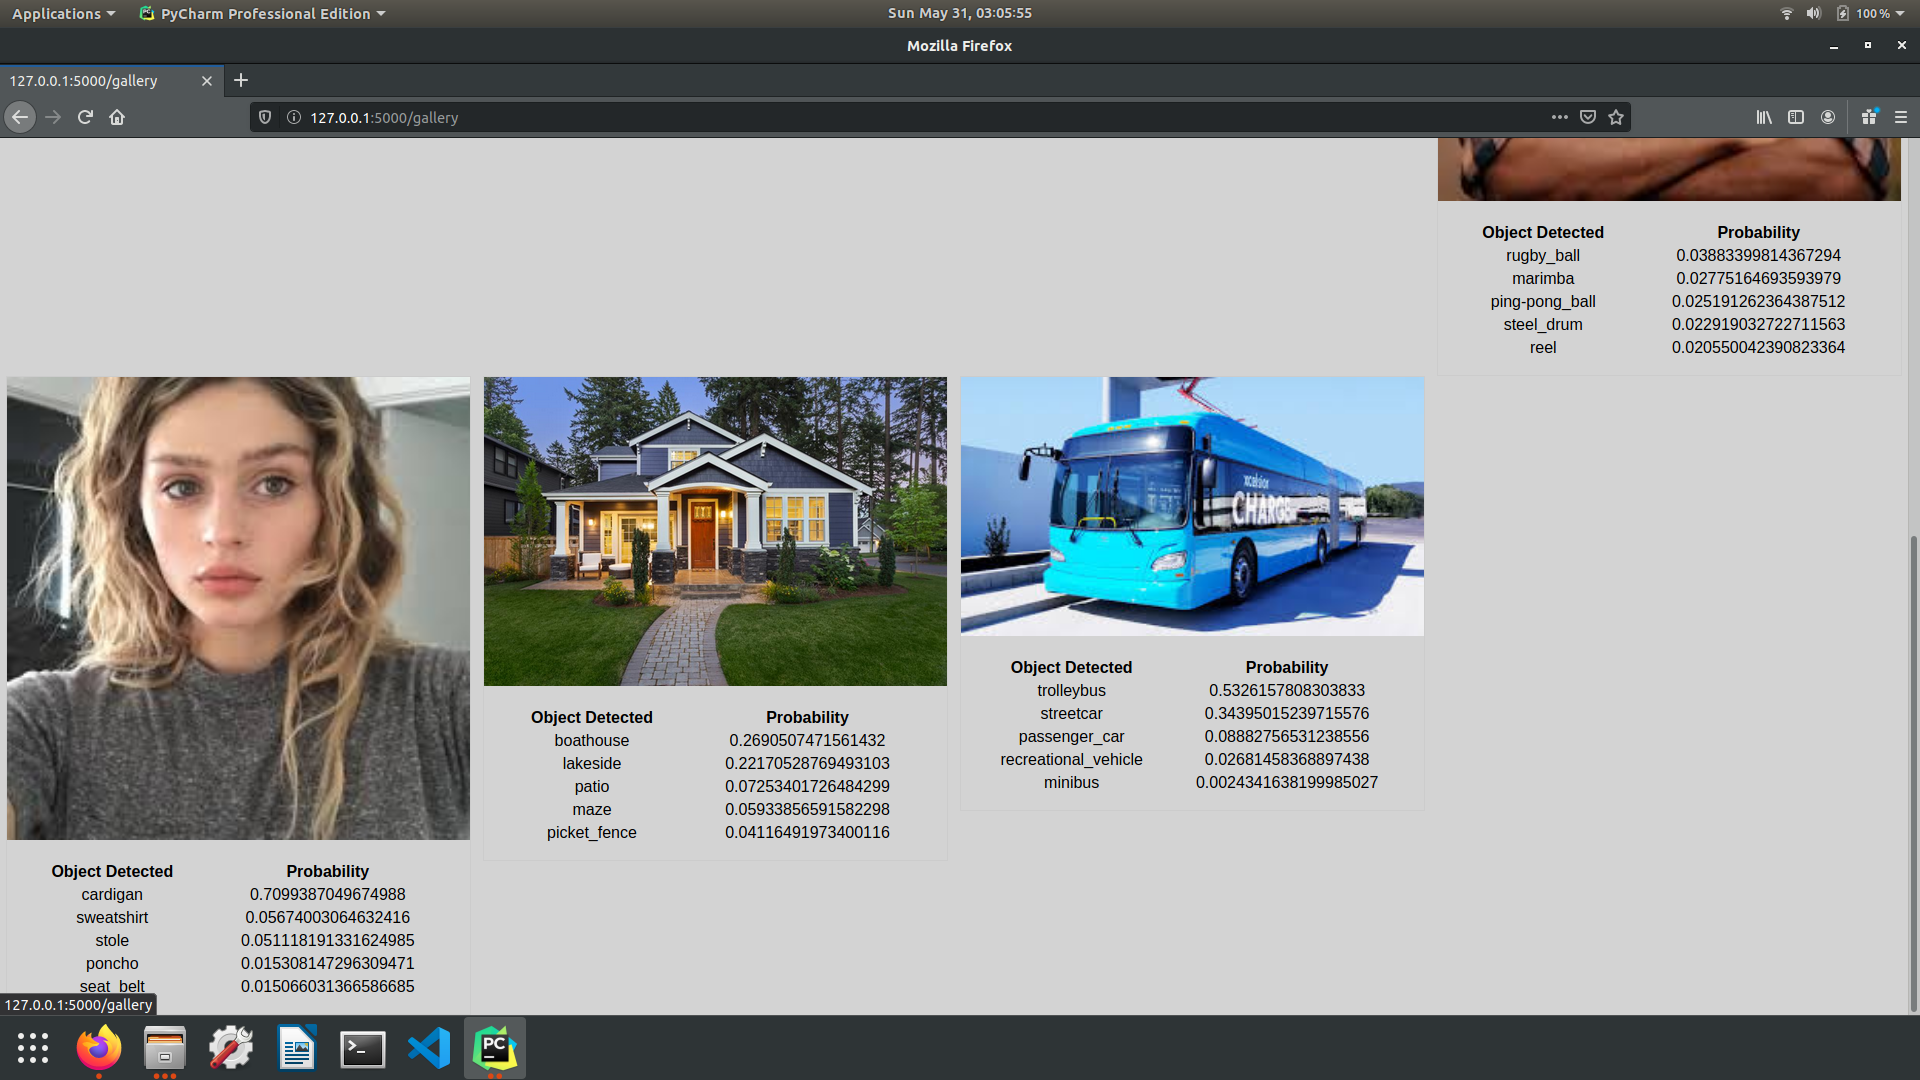 Applications
PyCharm Professional Edition
Sun May 31, 03:05:55
100 %
Mozilla Firefox
127.0.0.1:5000/gallery
127.0.0.1:5000/gallery
Object Detected Probability
rugby_ball 0.03883399814367294
marimba 0.02775164693593979
ping-pong_ball 0.025191262364387512
steel_drum 0.022919032722711563
reel 0.020550042390823364
xcelsior
CHARGE
Object Detected Probability
cardigan 0.7099387049674988
sweatshirt 0.05674003064632416
stole 0.051118191331624985
poncho 0.015308147296309471
seat_belt 0.015066031366586685
Object Detected Probability
boathouse 0.2690507471561432
lakeside 0.22170528769493103
patio 0.07253401726484299
maze 0.05933856591582298
picket_fence 0.04116491973400116
Object Detected Probability
trolleybus 0.5326157808303833
streetcar 0.34395015239715576
passenger_car 0.08882756531238556
recreational_vehicle 0.02681458368897438
minibus 0.0024341638199985027
127.0.0.1:5000/gallery
PC